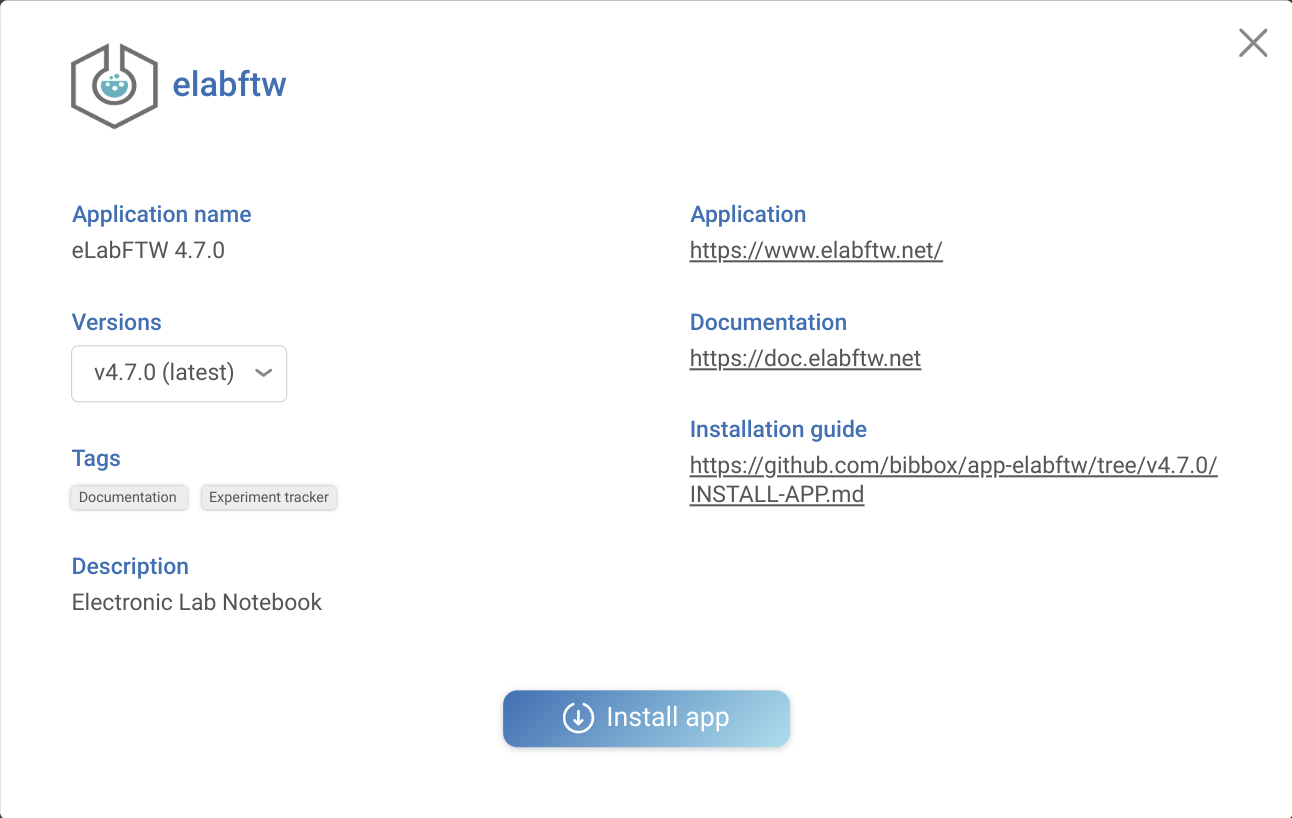 elabftw
Application name
eLabFTW 4.7.0
Versions
v4.7.0 (latest)
Tags
Documentation
Experiment tracker
Description
Electronic Lab Notebook
Application
https://www.elabftw.net/
Documentation
https://doc.elabftw.net
Installation guide
https://github.com/bibbox/app-elabftw/tree/v4.7.0/
INSTALL-APP.md
Install app